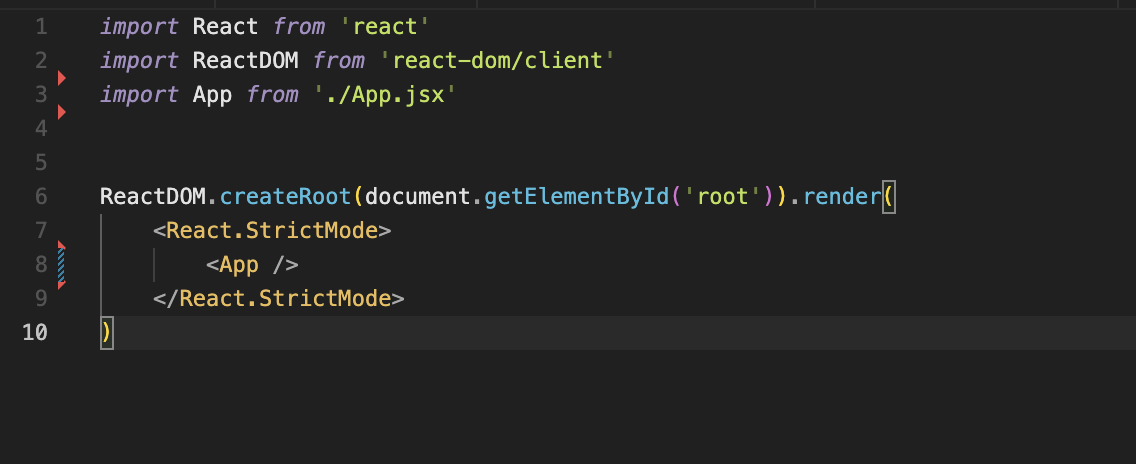 1 import React from 'react'
2 import ReactDOM from 'react-dom/client'
3 import App from './App.jsx'
4
5
6 ReactDOM.createRoot(document.getElementById('root')).render(
7     <React.StrictMode>
8         <App />
9     </React.StrictMode>
10 )